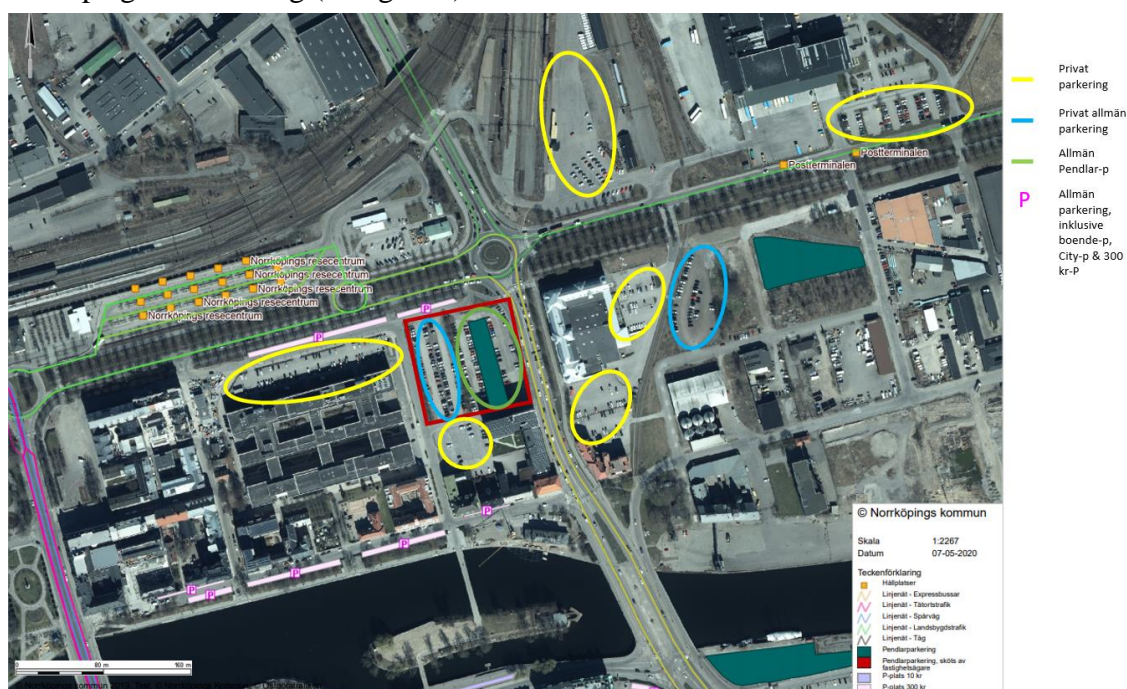 Privat
parkering
Privat allmän
parkering
Allmän
Pendlar-p
P
Allmän
parkering,
inklusive
boende-p,
City-p & 300
kr-P
Postterminalen
Postterminalen
Norrköpings resecentrum
Norrköpings resecentrum
Norrköpings resecentrum
Norrköpings resecentrum
Norrköpings resecentrum
P
P
P
P
P
P
P
© Norrköpings kommun
Skala 1:2267
Datum 07-05-2020
Teckenförklaring
Hållplatser
Linjenät - Expressbussar
Linjenät - Tätortstrafik
Linjenät - Spårväg
Linjenät - Landsbygdstrafik
Linjenät - Tåg
Pendlarparkering
Pendlarparkering, sköts av
fastighetsägare
P-plats 10 kr
P-plats 300 kr
0 80 m 160 m